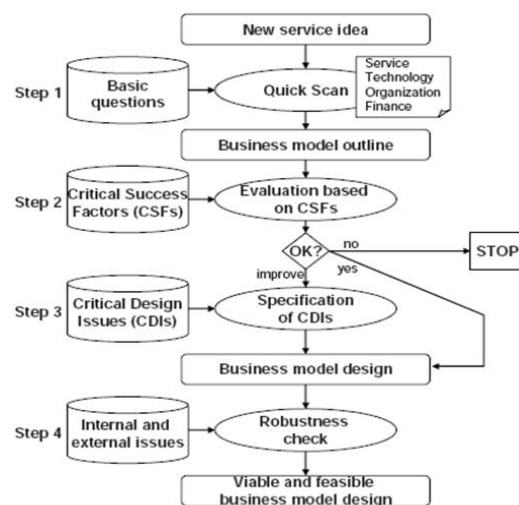 New service idea
Step 1
Basic
questions
Quick Scan
Service
Technology
Organization
Finance
Business model outline
Step 2
Critical Success
Factors (CSFs)
Evaluation based
on CSFs
OK?
no
STOP
improve
yes
Step 3
Critical Design
Issues (CDIs)
Specification
of CDIs
Business model design
Step 4
Internal and
external issues
Robustness
check
Viable and feasible
business model design